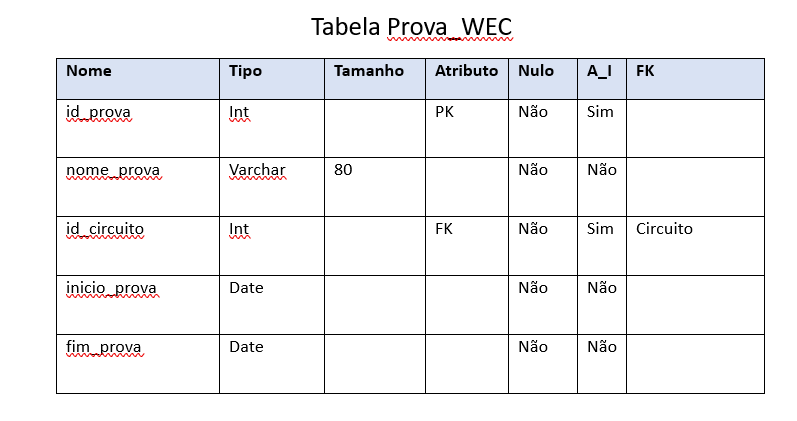 Tabela Prova_WEC
Nome Tipo Tamanho Atributo Nulo A_I FK
id_prova Int PK Não Sim
nome_prova Varchar 80 Não Não
id_circuito Int FK Não Sim Circuito
inicio_prova Date Não Não
fim_prova Date Não Não